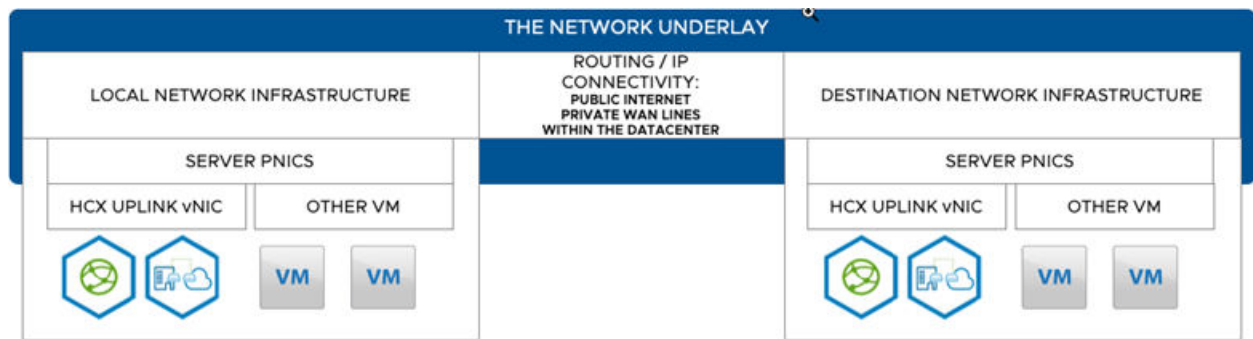 THE NETWORK UNDERLAY
LOCAL NETWORK INFRASTRUCTURE
ROUTING / IP
CONNECTIVITY:
PUBLIC INTERNET
PRIVATE WAN LINES
WITHIN THE DATACENTER
DESTINATION NETWORK INFRASTRUCTURE
SERVER PNICS
HCX UPLINK vNIC
OTHER VM
VM
VM
SERVER PNICS
HCX UPLINK vNIC
OTHER VM
VM
VM